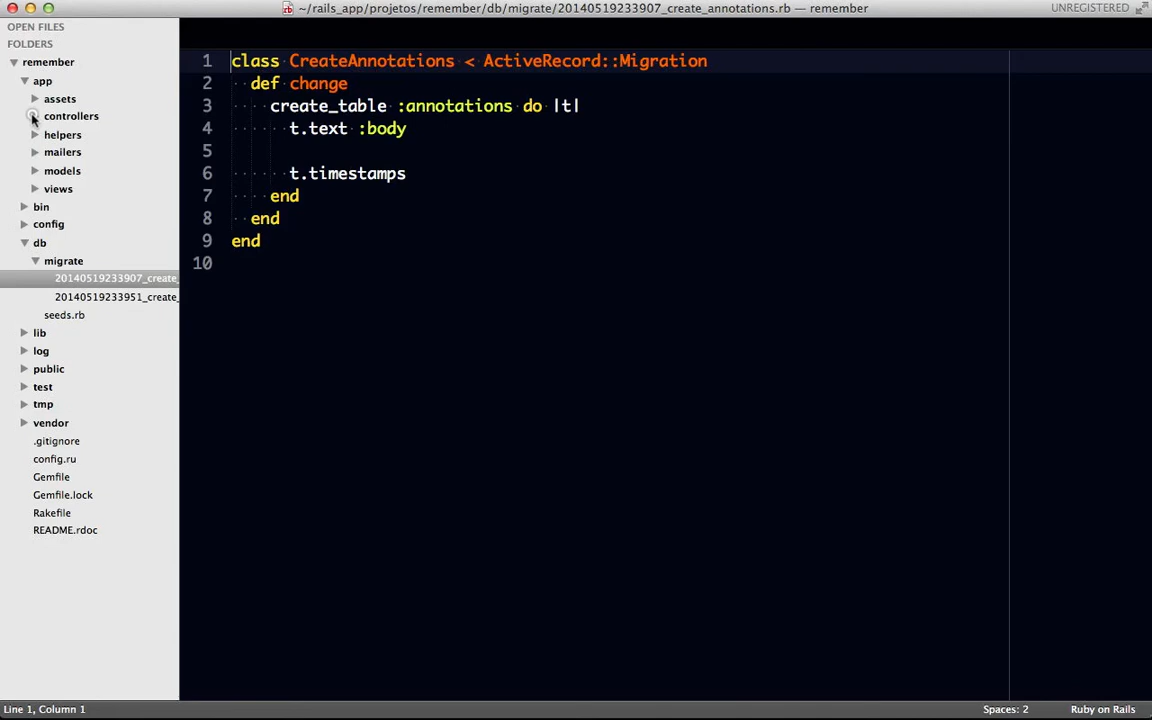 ~/rails_app/projetos/remember/db/migrate/20140519233907_create_annotations.rb — remember
UNREGISTERED
OPEN FILES
FOLDERS
remember
app
assets
controllers
helpers
mailers
models
views
bin
config
db
migrate
20140519233907_create_
20140519233951_create_
seeds.rb
lib
log
public
test
tmp
vendor
.gitignore
config.ru
Gemfile
Gemfile.lock
Rakefile
README.rdoc
1 class CreateAnnotations < ActiveRecord::Migration
2   def change
3     create_table :annotations do |t|
4       t.text :body
5
6       t.timestamps
7     end
8   end
9 end
10
Line 1, Column 1
Spaces: 2
Ruby on Rails